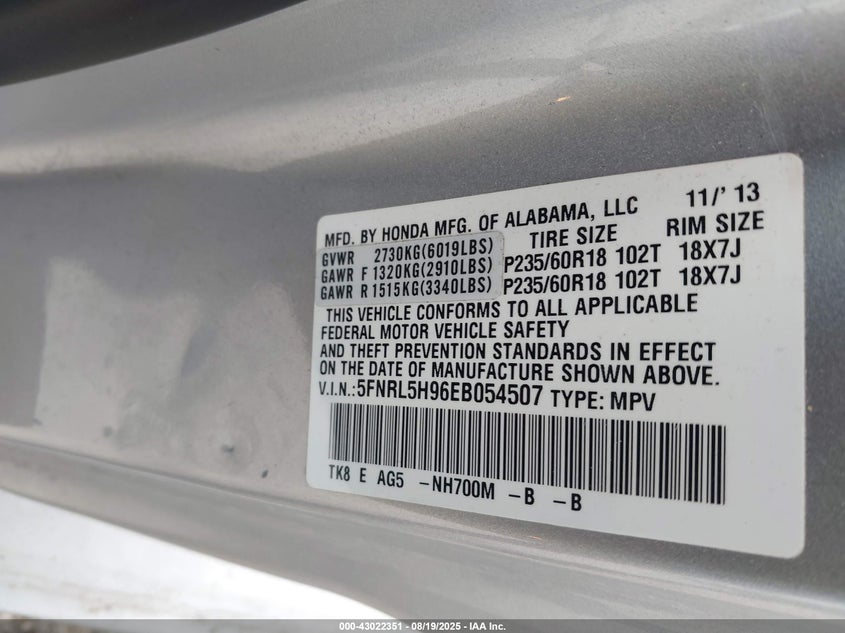 MFD. BY HONDA MFG. OF ALABAMA, LLC 11/'13
GVWR 2730KG(6019LBS) TIRE SIZE RIM SIZE
GAWR F 1320KG(2910LBS) P235/60R18 102T 18X7J
GAWR R 1515KG(3340LBS) P235/60R18 102T 18X7J
THIS VEHICLE CONFORMS TO ALL APPLICABLE
FEDERAL MOTOR VEHICLE SAFETY
AND THEFT PREVENTION STANDARDS IN EFFECT
ON THE DATE OF MANUFACTURE SHOWN ABOVE.
V.I.N.:5FNRL5H96EB054507 TYPE: MPV
TK8 E AG5 -NH700M -B -B
000-43022351 - 08/19/2025 - IAA Inc.